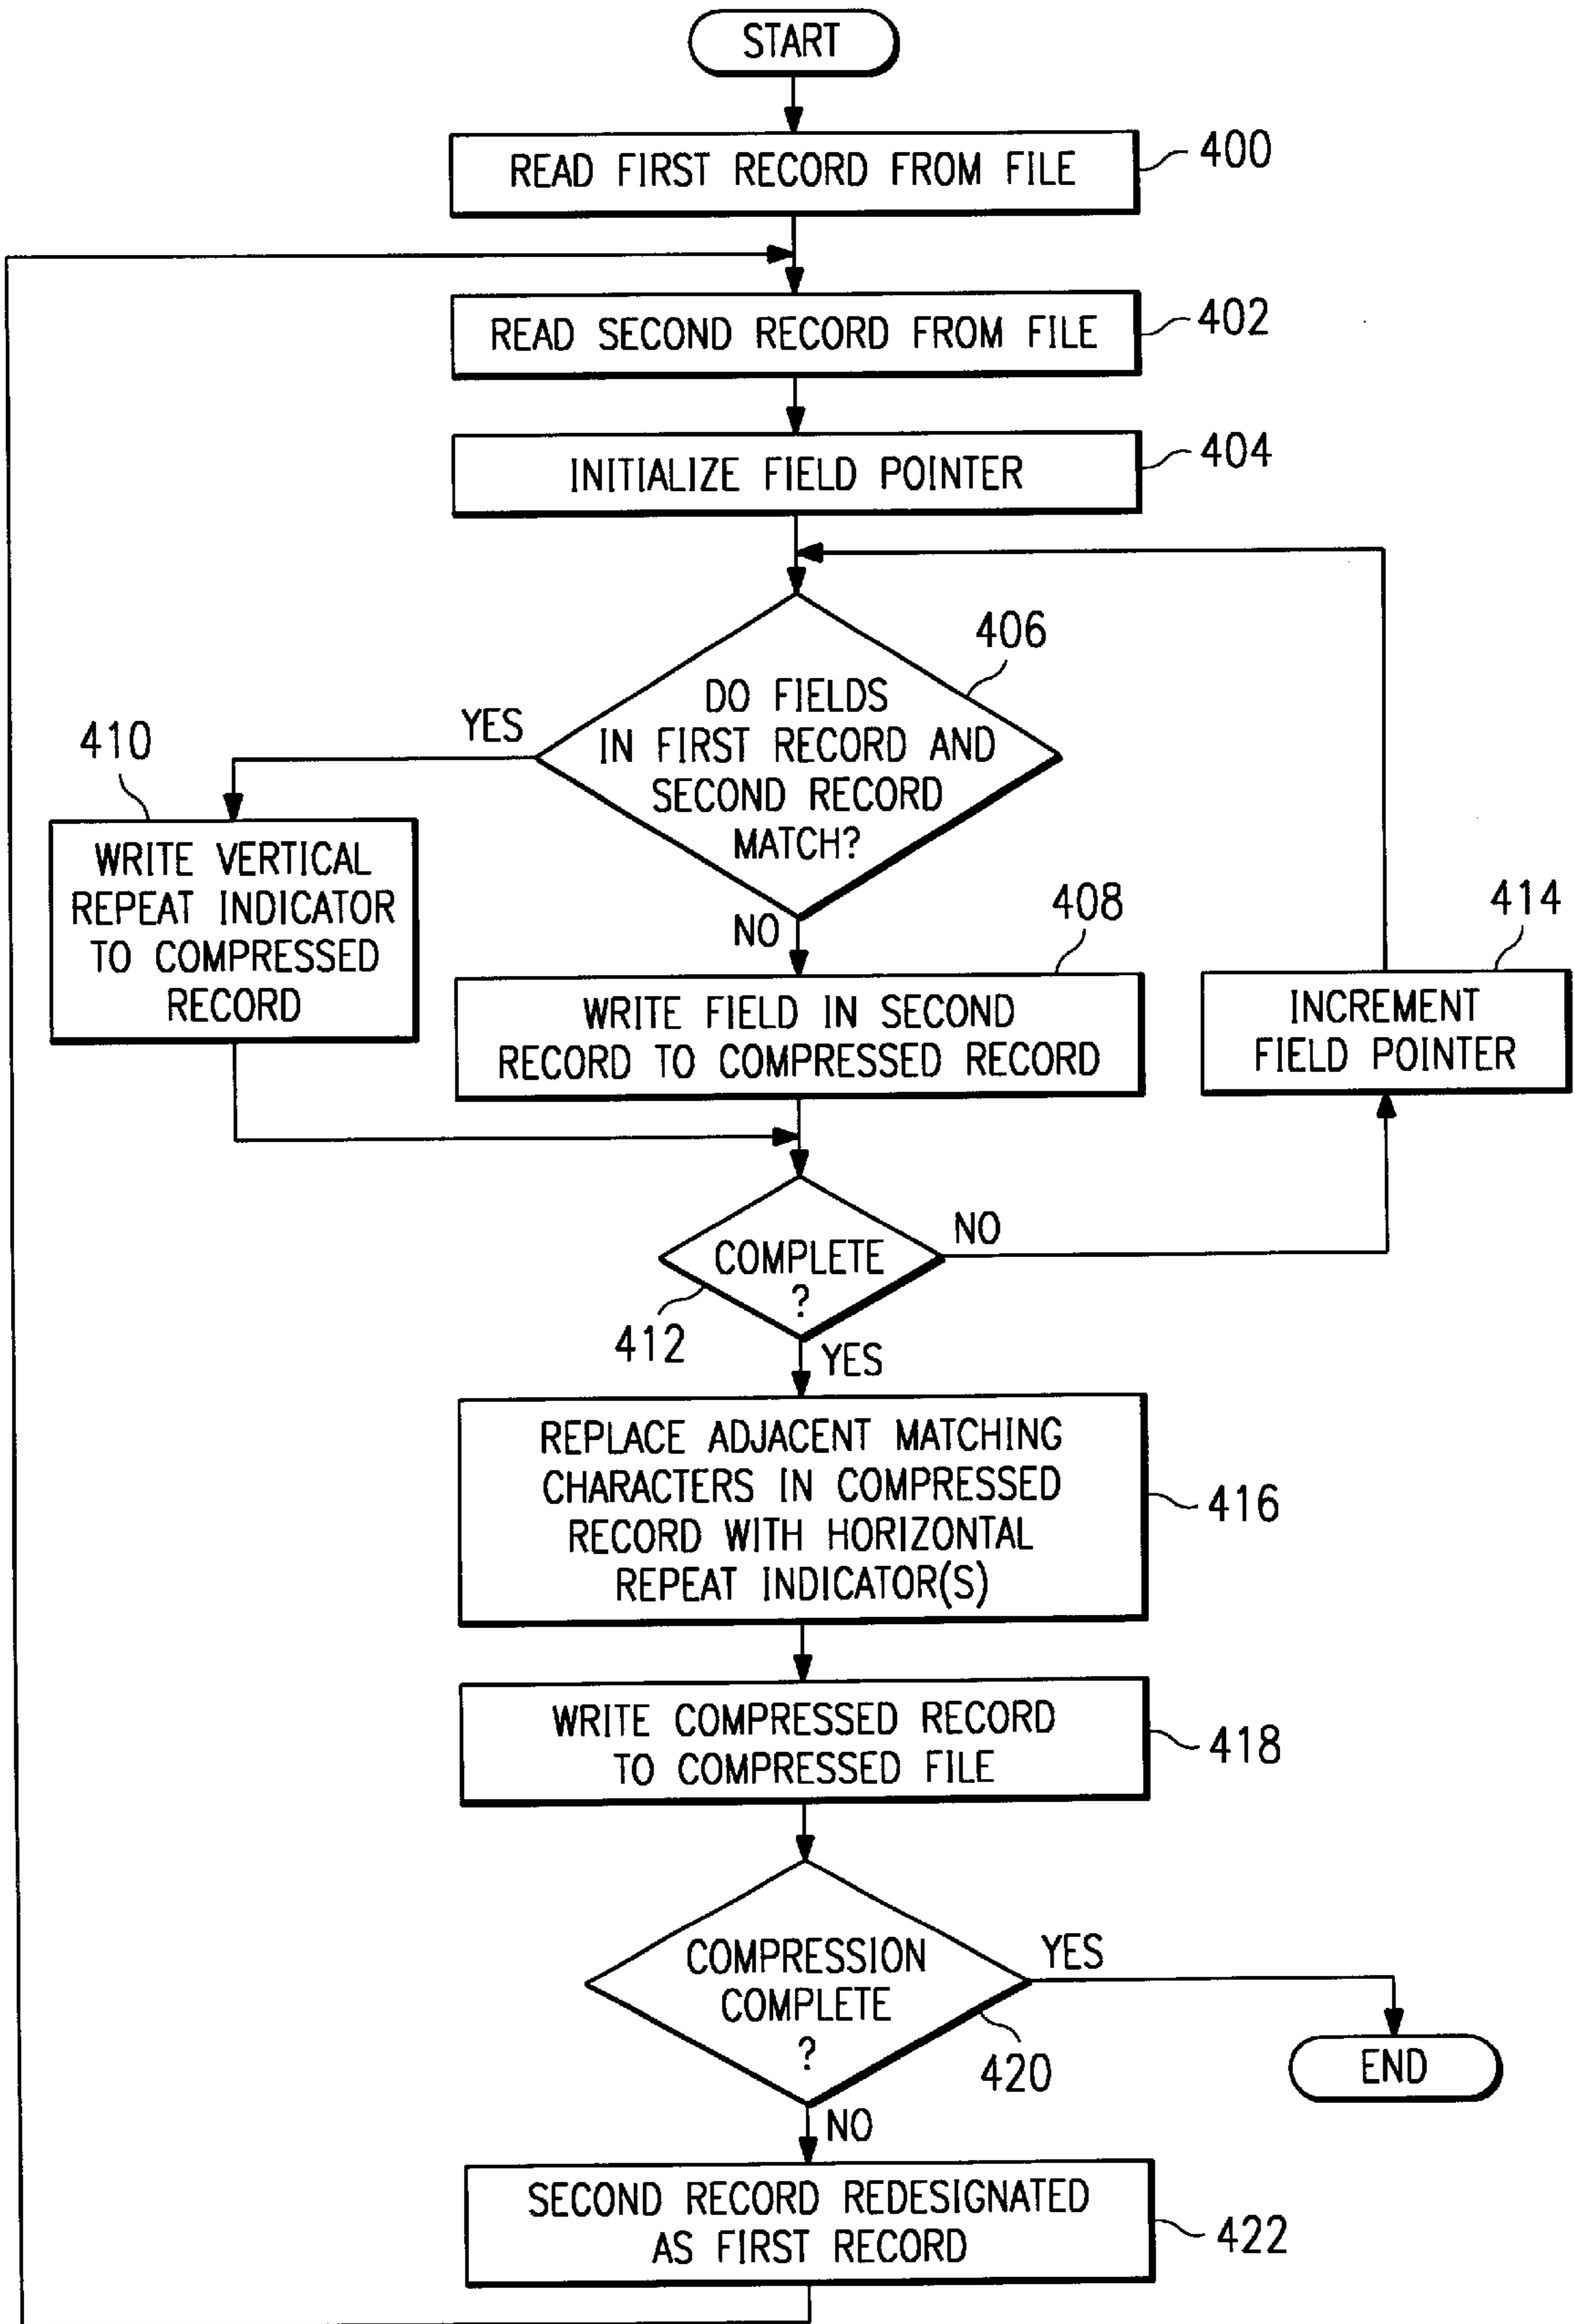 START
READ FIRST RECORD FROM FILE
400
READ SECOND RECORD FROM FILE
402
INITIALIZE FIELD POINTER
404
406
DO FIELDS
IN FIRST RECORD AND
SECOND RECORD
MATCH?
YES
410
WRITE VERTICAL
REPEAT INDICATOR
TO COMPRESSED
RECORD
NO
408
WRITE FIELD IN SECOND
RECORD TO COMPRESSED RECORD
414
INCREMENT
FIELD POINTER
COMPLETE
?
NO
412
YES
REPLACE ADJACENT MATCHING
CHARACTERS IN COMPRESSED
RECORD WITH HORIZONTAL
REPEAT INDICATOR(S)
416
WRITE COMPRESSED RECORD
TO COMPRESSED FILE
418
COMPRESSION
COMPLETE
?
YES
420
END
NO
SECOND RECORD REDESIGNATED
AS FIRST RECORD
422